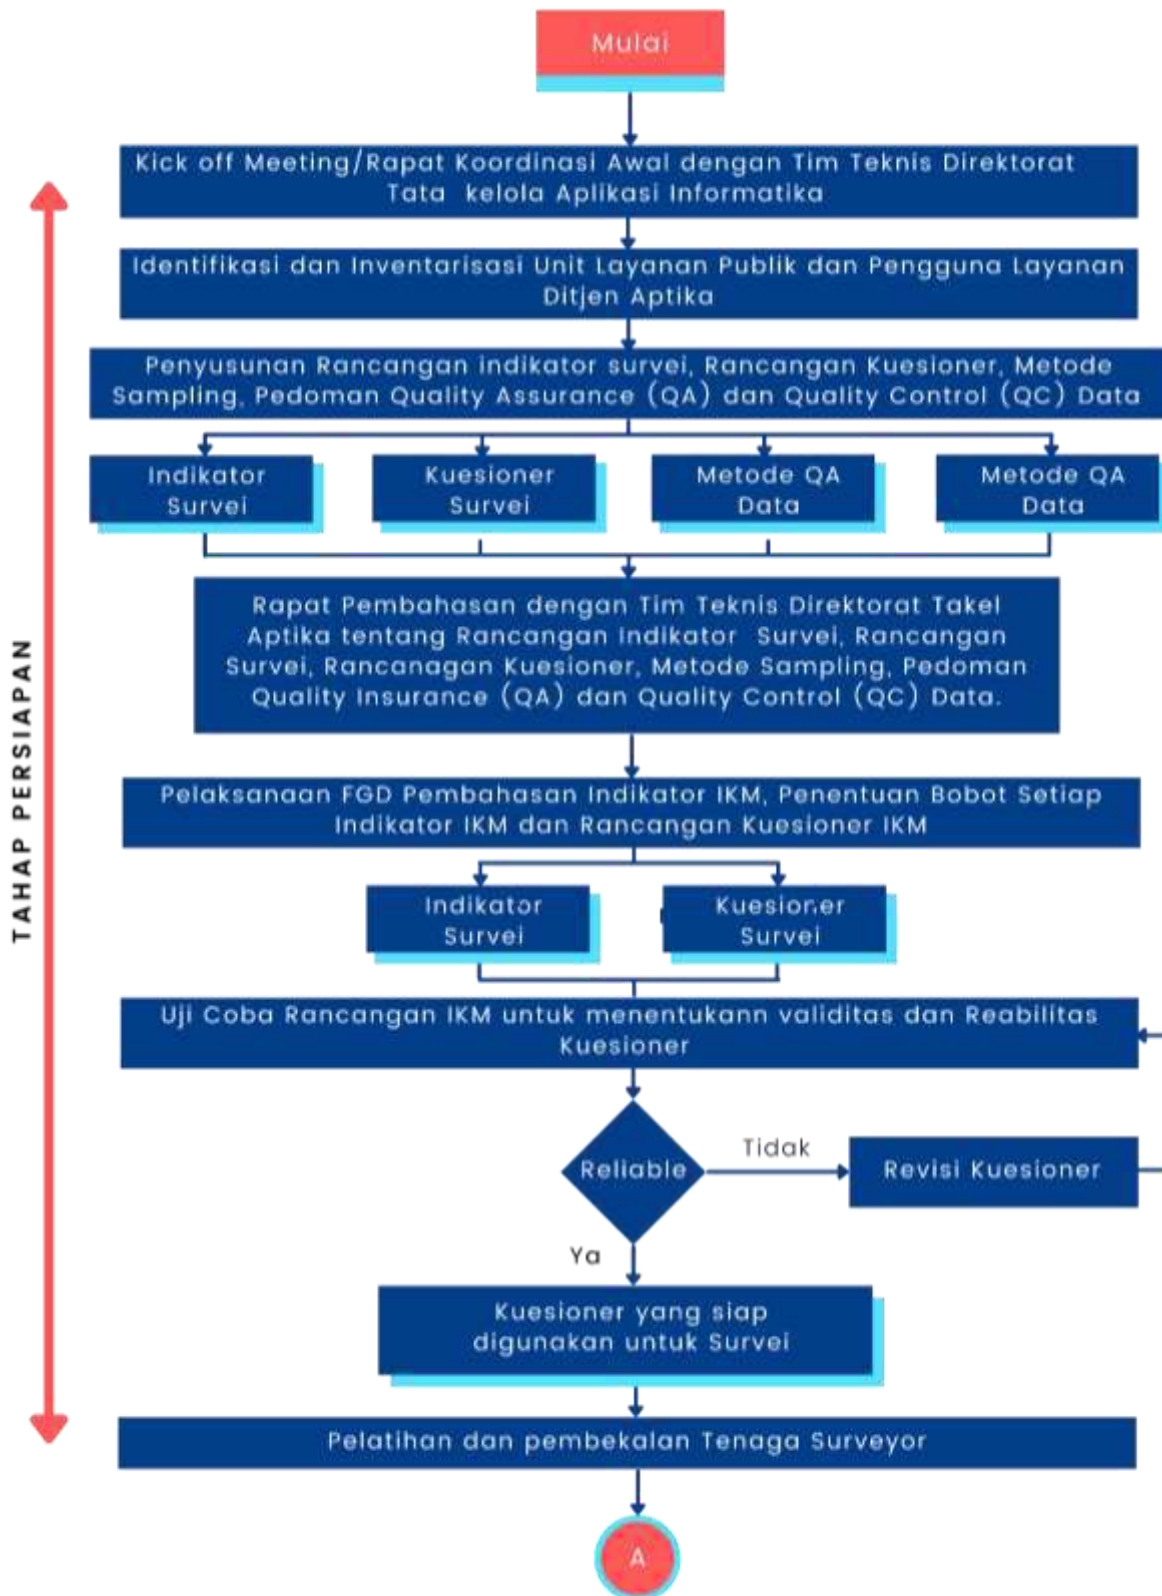 Mulai
Kick off Meeting/Rapat Koordinasi Awal dengan Tim Teknis Direktorat
Tata kelola Aplikasi Informatika
Identifikasi dan Inventarisasi Unit Layanan Publik dan Pengguna Layanan
Ditjen Aptika
Penyusunan Rancangan indikator survei, Rancangan Kuesioner, Metode
Sampling, Pedoman Quality Assurance (QA) dan Quality Control (QC) Data
Indikator
Survei
Kuesioner
Survei
Metode QA
Data
Metode QA
Data
Rapat Pembahasan dengan Tim Teknis Direktorat Takel
Aptika tentang Rancangan Indikator Survei, Rancangan
Survei, Rancanagan Kuesioner, Metode Sampling, Pedoman
Quality Insurance (QA) dan Quality Control (QC) Data.
TAHAP PERSIAPAN
Pelaksanaan FGD Pembahasan Indikator IKM, Penentuan Bobot Setiap
Indikator IKM dan Rancangan Kuesioner IKM
Indikator
Survei
Kuesioner
Survei
Uji Coba Rancangan IKM untuk menentukann validitas dan Reabilitas
Kuesioner
Reliable
Tidak
Revisi Kuesioner
Ya
Kuesioner yang siap
digunakan untuk Survei
Pelatihan dan pembekalan Tenaga Surveyor
A